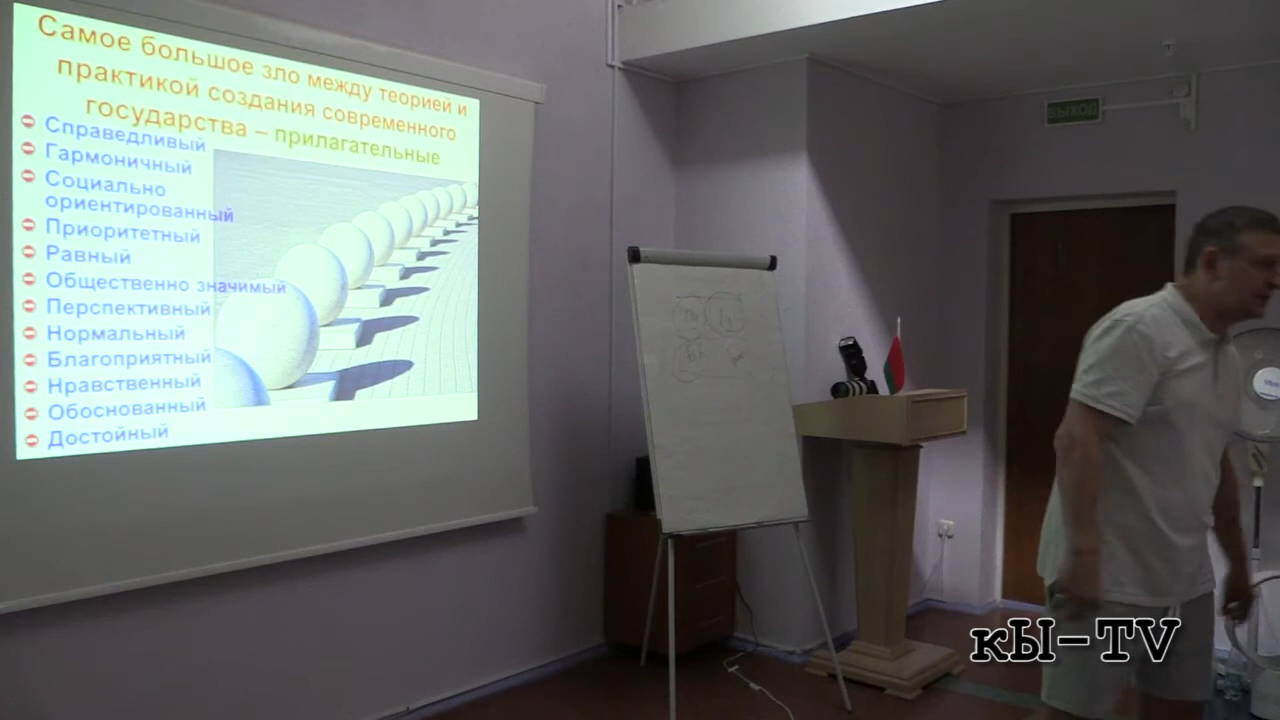 Самое большое зло между теорией и
практикой создания современного
государства – прилагательные
Справедливый
Гармоничный
Социально
ориентированный
Приоритетный
Равный
Общественно значимый
Перспективный
Нормальный
Благоприятный
Нравственный
Обоснованный
Достойный
ВЫХОД
кЫ-TV